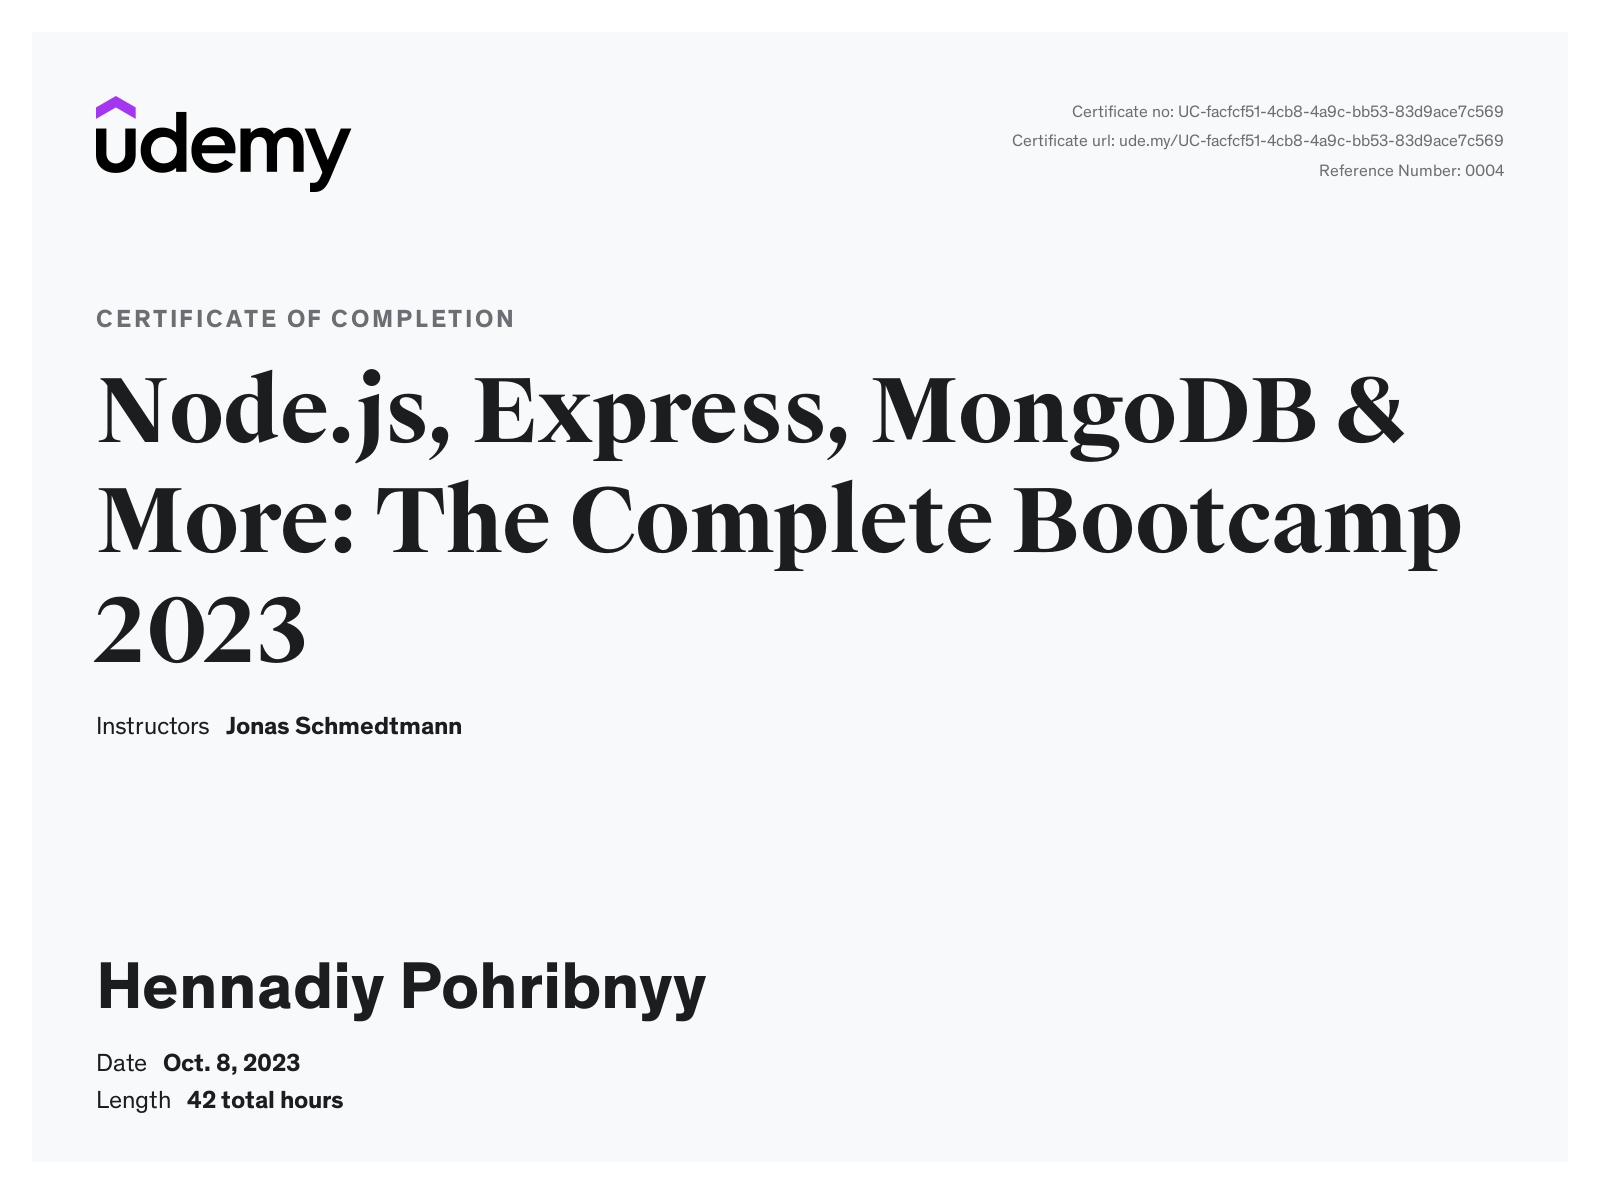 udemy
Certificate no: UC-facfcf51-4cb8-4a9c-bb53-83d9ace7c569
Certificate url: ude.my/UC-facfcf51-4cb8-4a9c-bb53-83d9ace7c569
Reference Number: 0004
CERTIFICATE OF COMPLETION
Node.js, Express, MongoDB &
More: The Complete Bootcamp
2023
Instructors Jonas Schmedtmann
Hennadiy Pohribnyy
Date Oct. 8, 2023
Length 42 total hours